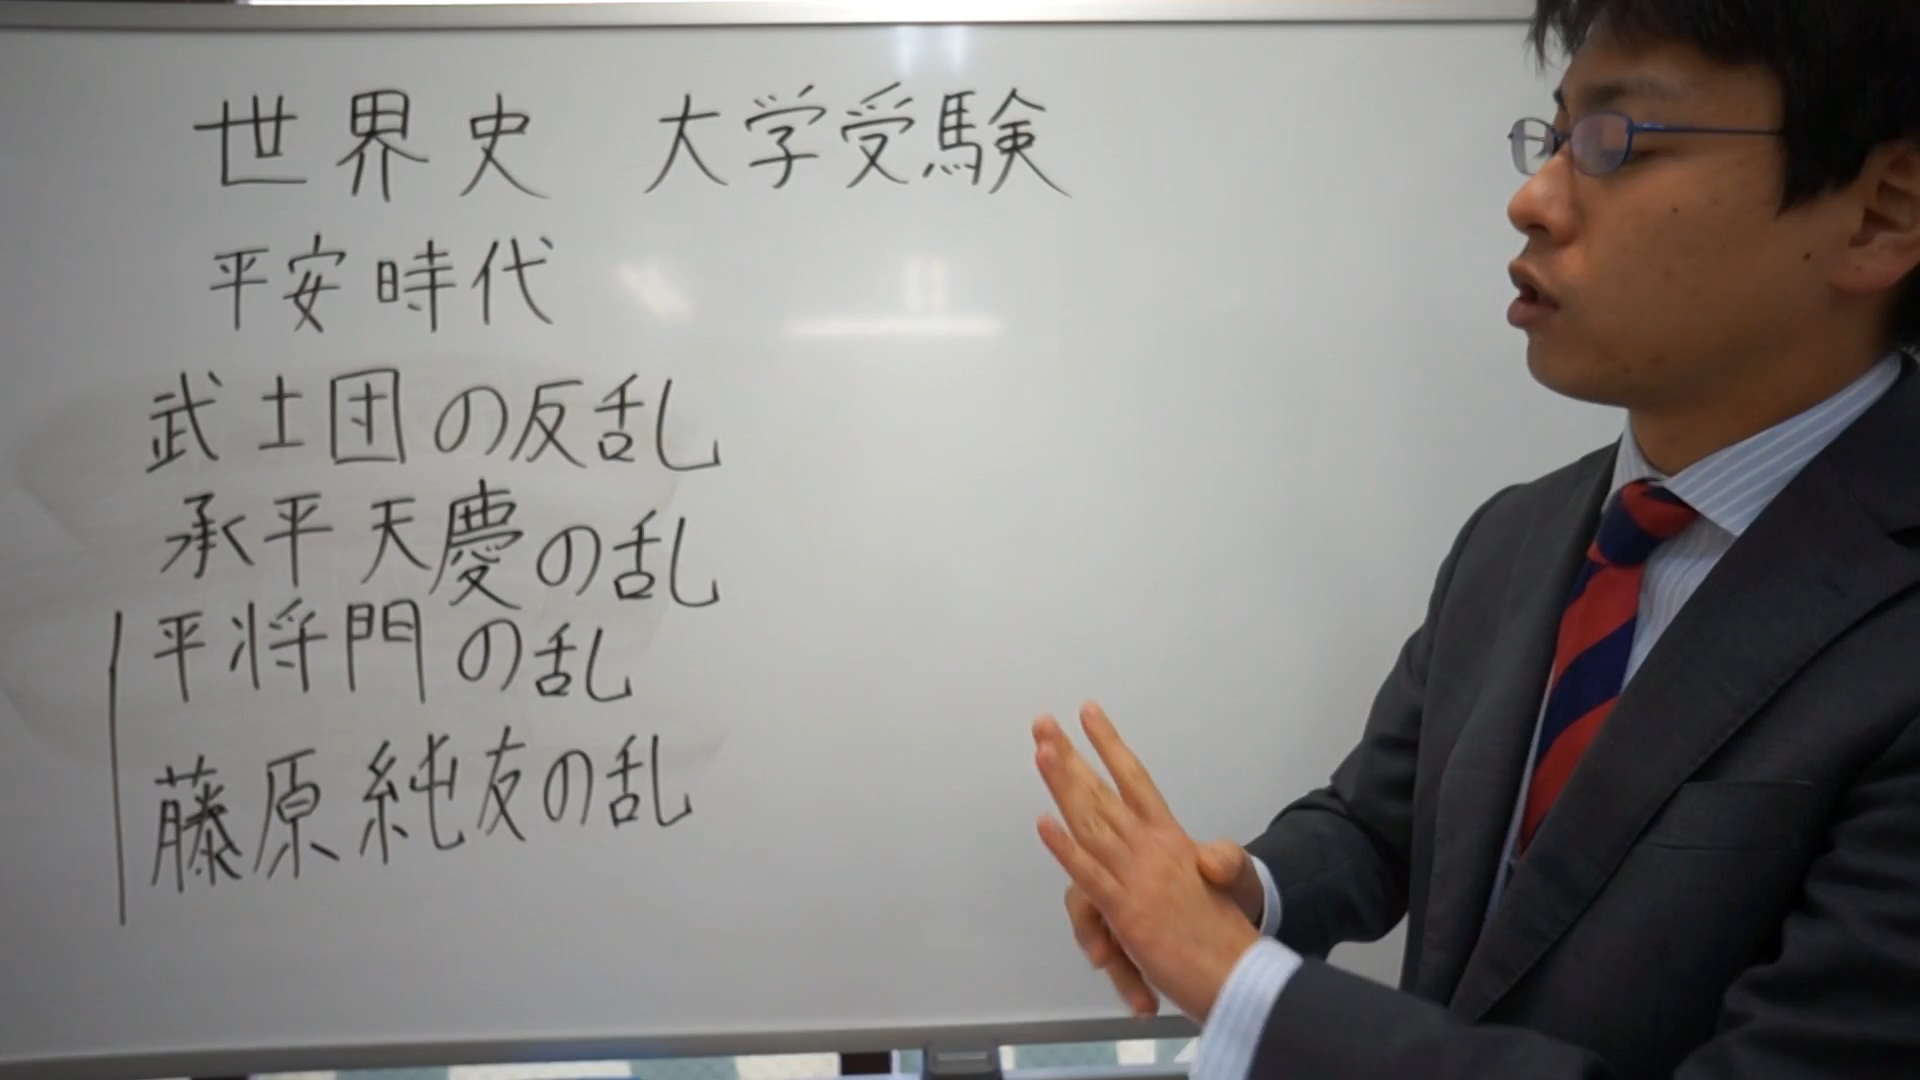 世界史 大学受験
平安時代
武士団の反乱
承平天慶の乱
平将門の乱
藤原純友の乱